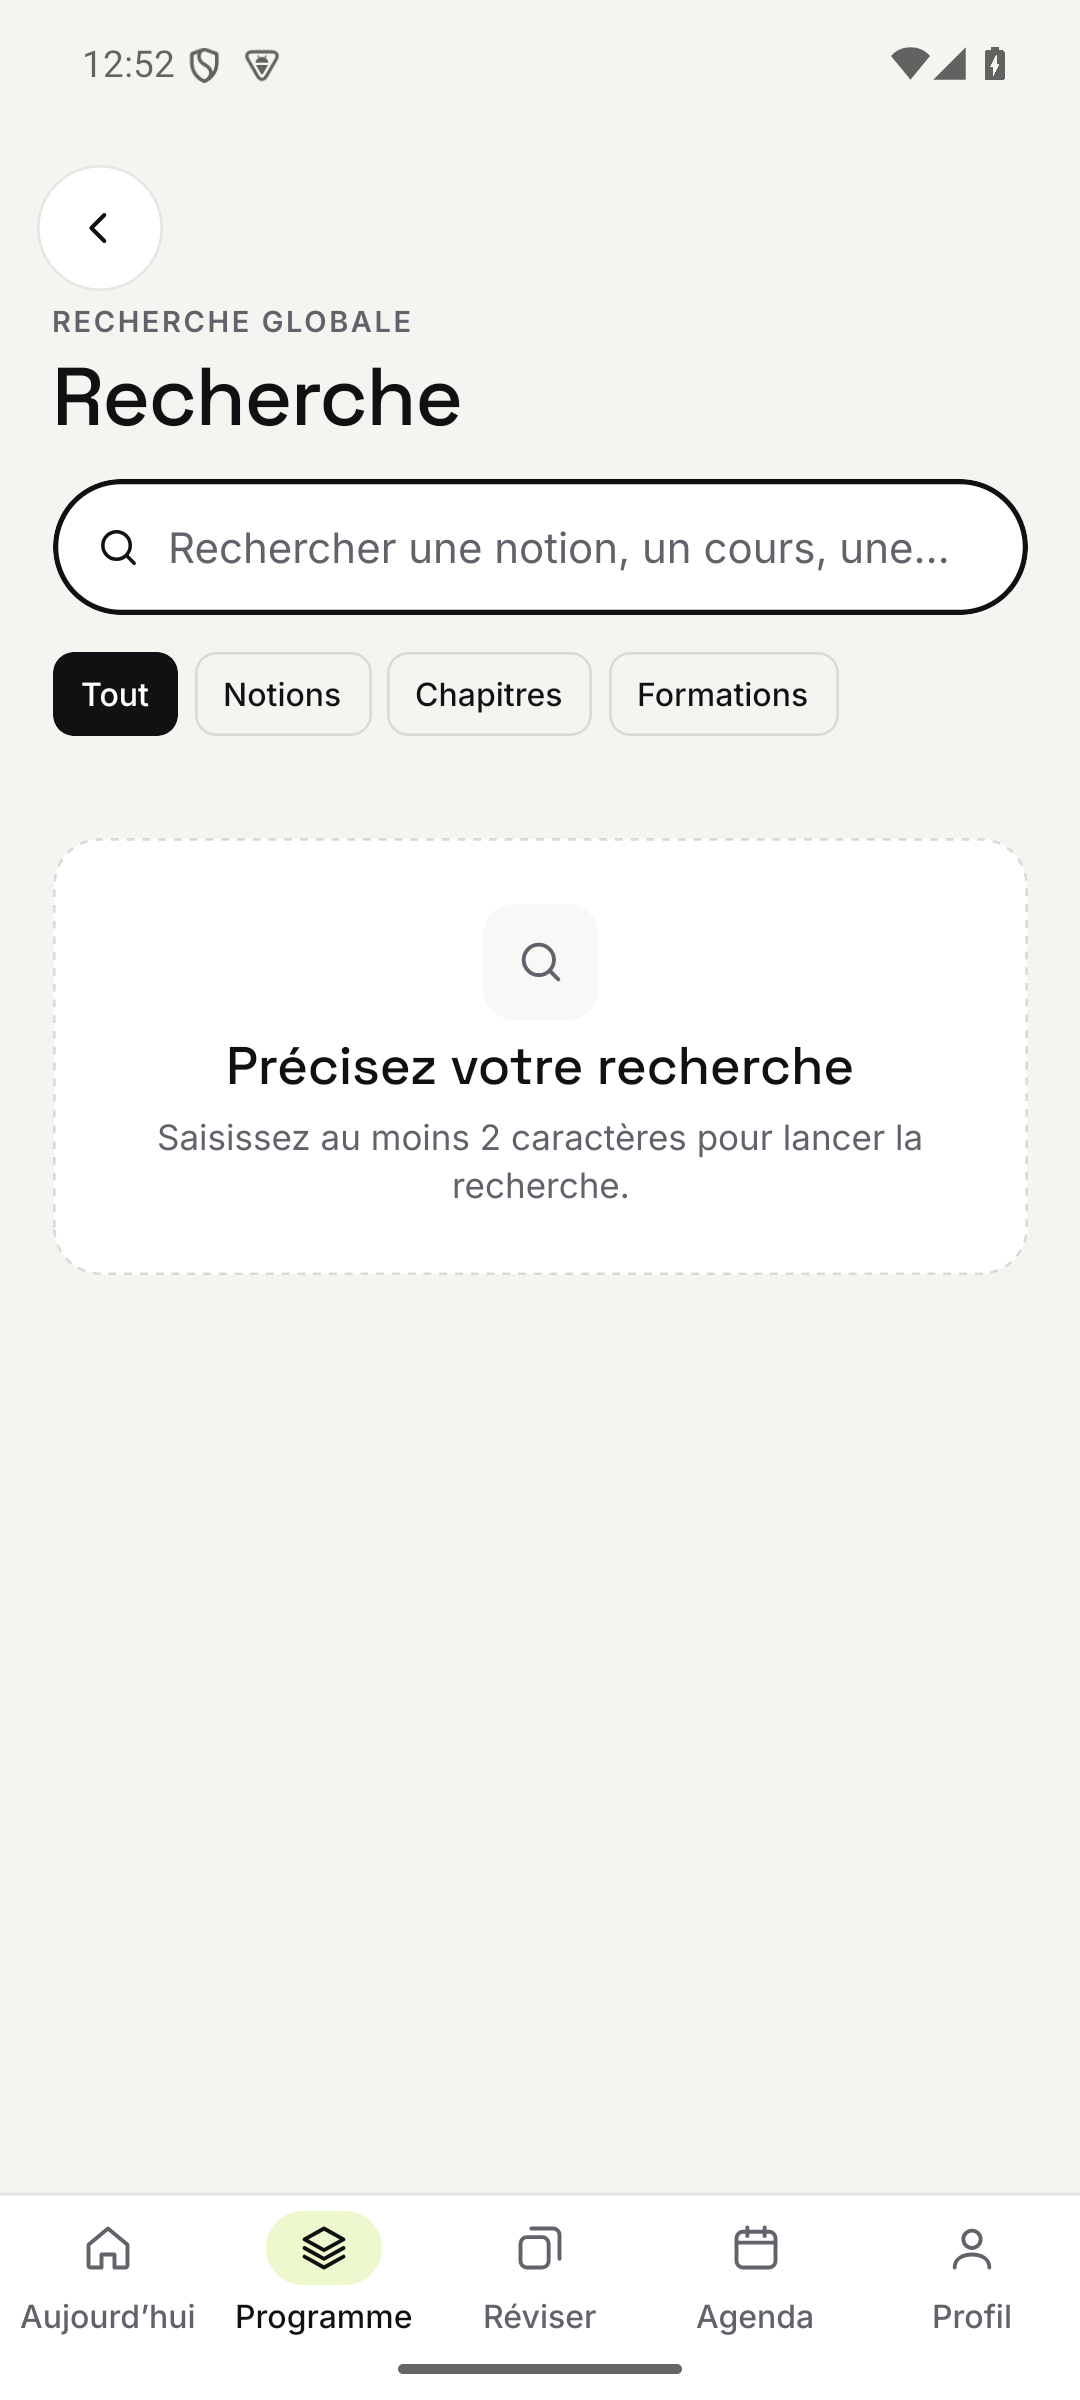 12:52
RECHERCHE GLOBALE
Recherche
Rechercher une notion, un cours, une...
Tout
Notions
Chapitres
Formations
Précisez votre recherche
Saisissez au moins 2 caractères pour lancer la
recherche.
Aujourd’hui
Programme
Réviser
Agenda
Profil